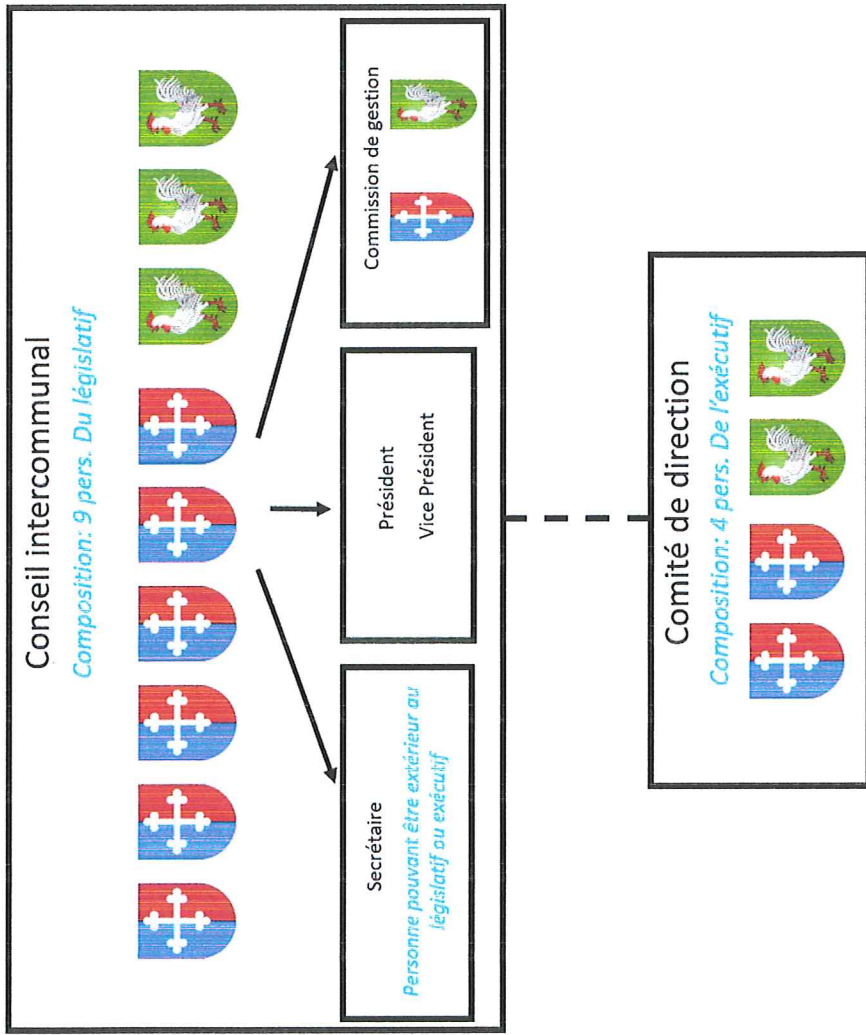 Conseil intercommunal
Composition: 9 pers. Du législatif
Secrétaire
Personne pouvant être extérieur au
législatif ou exécutif
Président
Vice Président
Commission de gestion
Comité de direction
Composition: 4 pers. De l'exécutif